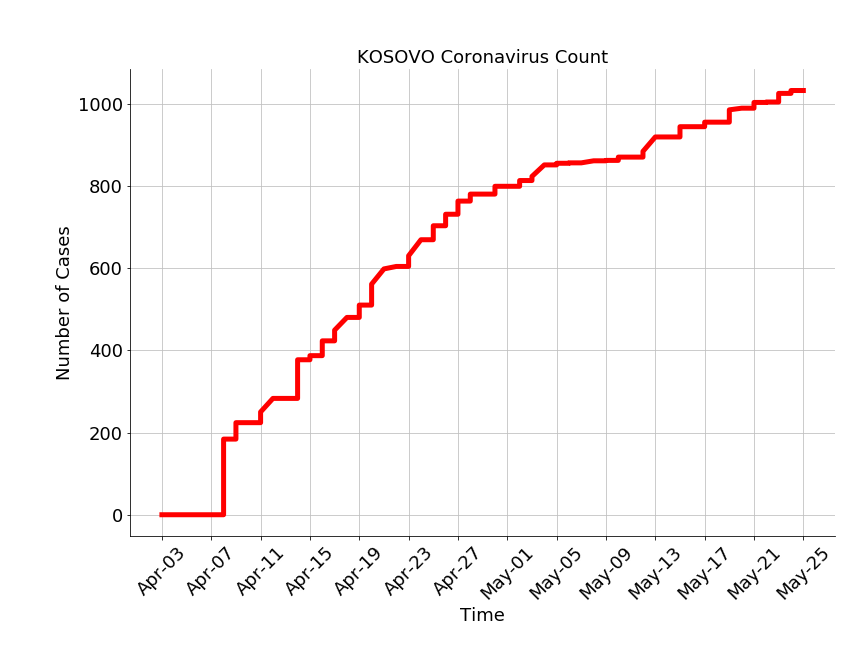 KOSOVO Coronavirus Count
1000
800
600
400
200
0
Number of Cases
Apr-03
Apr-07
Apr-11
Apr-15
Apr-19
Apr-23
Apr-27
May-01
May-05
May-09
May-13
May-17
May-21
May-25
Time